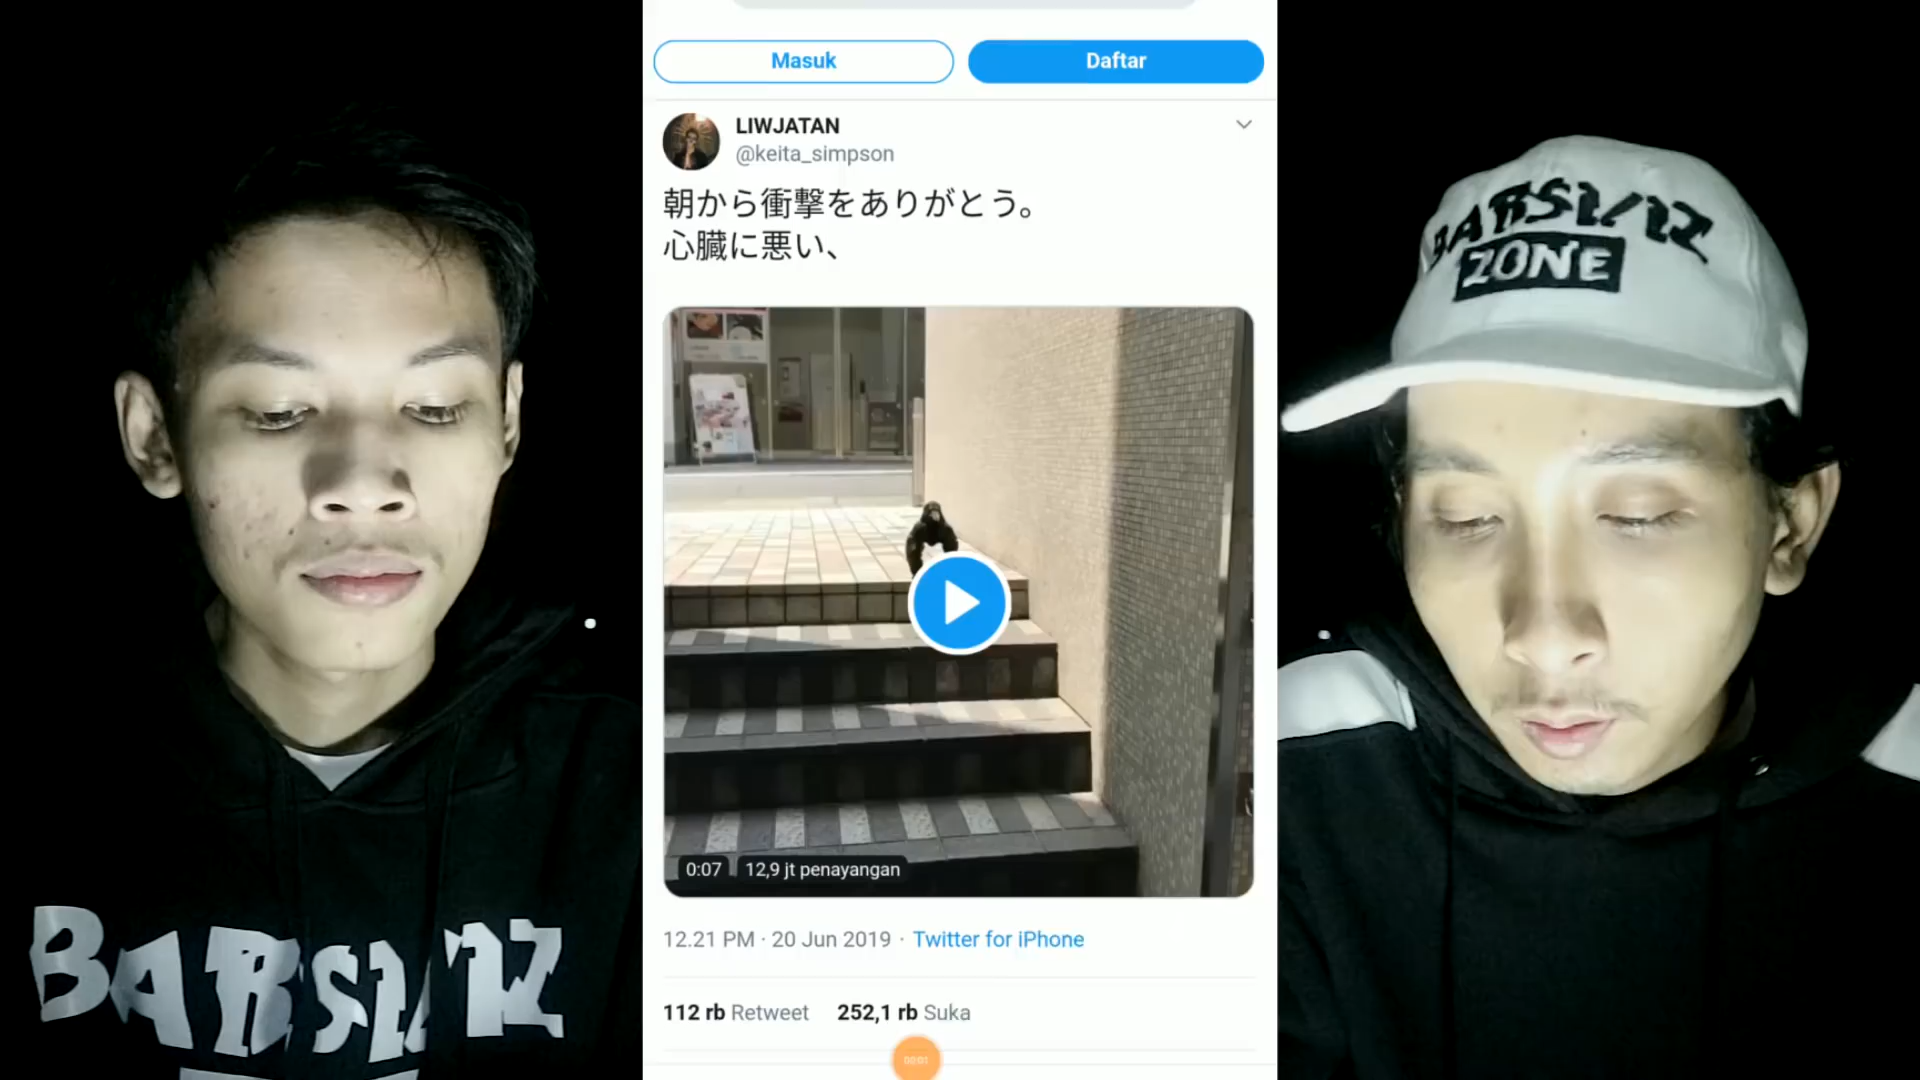 Masuk
Daftar
LIWJATAN
@keita_simpson
朝から衝撃をありがとう。
心臓に悪い、
0:07
12,9 jt penayangan
12.21 PM · 20 Jun 2019 · Twitter for iPhone
112 rb Retweet 252,1 rb Suka
00:01
ZONE